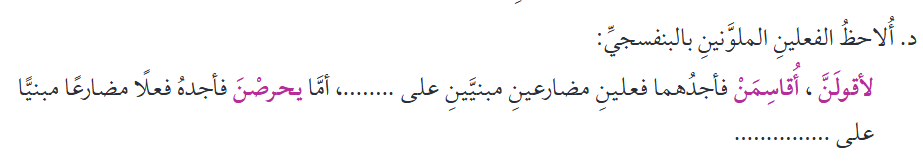 د. أُلاحظُ الفعلينِ الملوَّنينِ بالبنفسجيِّ:
لأقولَنَّ ، أُقاسِمَنْ فأجدُهما فعلينِ مضارعينِ مبنيَّينِ على ........، أمَّا يحرصْنَ فأجدهُ فعلًا مضارعًا مبنيًّا
على ...............